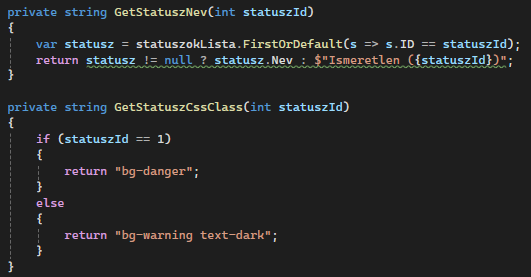 private string GetStatuszNev(int statuszId)
{
    var statusz = statuszokLista.FirstOrDefault(s => s.ID == statuszId);
    return statusz != null ? statusz.Nev : $"Ismeretlen ({statuszId})";
}

private string GetStatuszCssClass(int statuszId)
{
    if (statuszId == 1)
    {
        return "bg-danger";
    }
    else
    {
        return "bg-warning text-dark";
    }
}